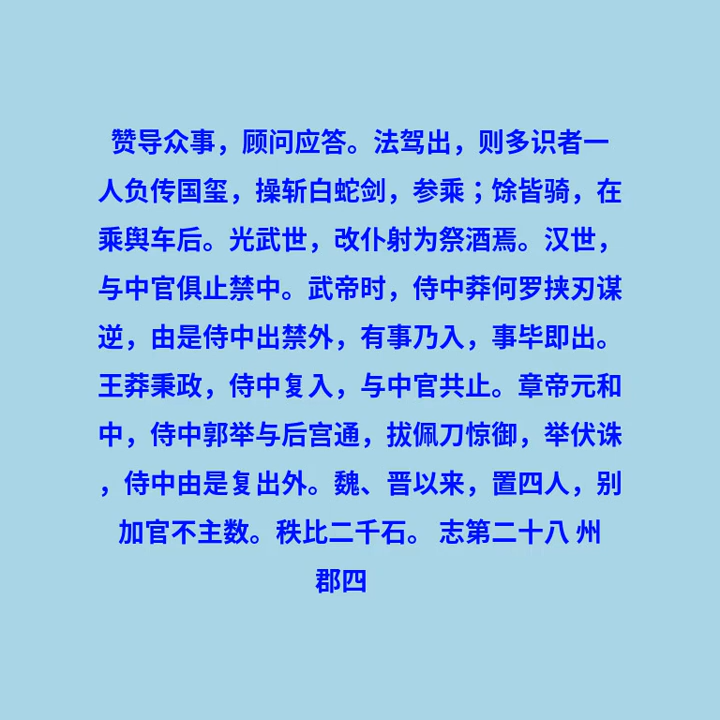 赞导众事，顾问应答。法驾出，则多识者一
人负传国玺，操斩白蛇剑，参乘；馀皆骑，在
乘舆车后。光武世，改仆射为祭酒焉。汉世，
与中官俱止禁中。武帝时，侍中莽何罗挟刃谋
逆，由是侍中出禁外，有事乃入，事毕即出。
王莽秉政，侍中复入，与中官共止。章帝元和
中，侍中郭举与后宫通，拔佩刀惊御，举伏诛
，侍中由是复出外。魏、晋以来，置四人，别
加官不主数。秩比二千石。 志第二十八 州
郡四